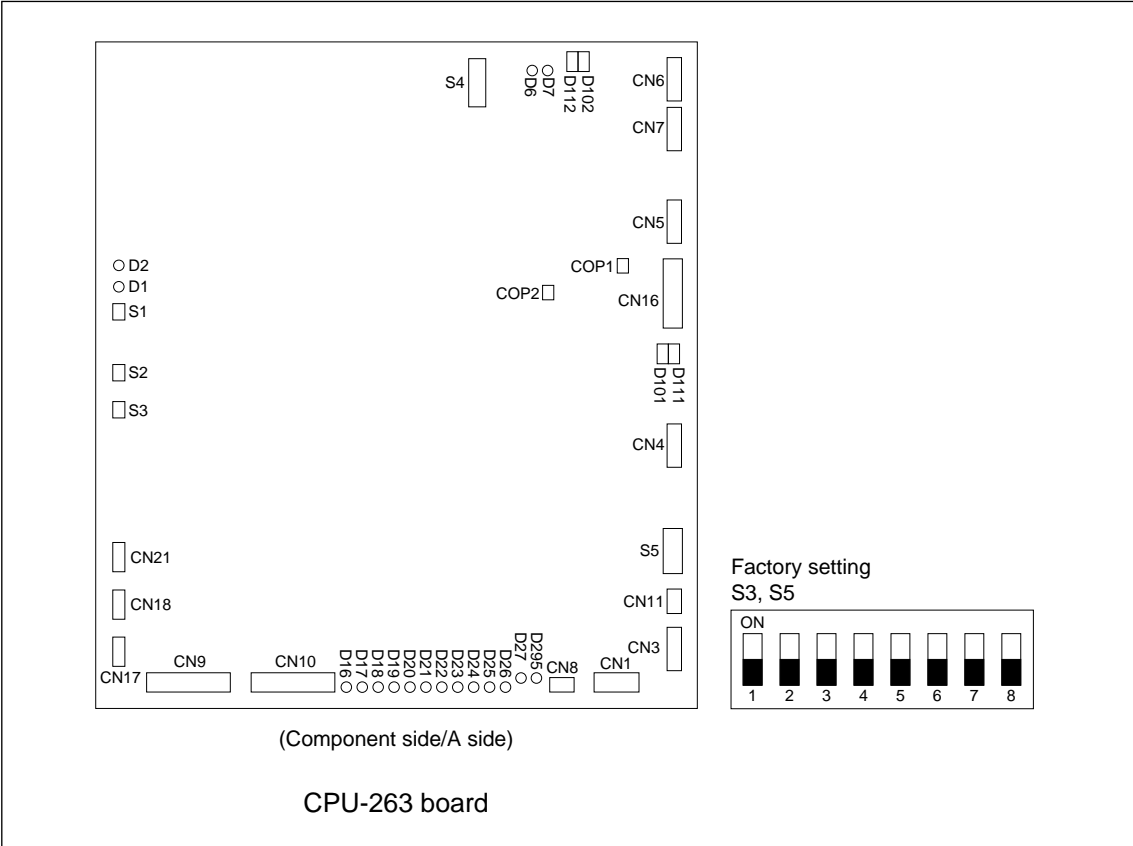 S4
D6
D7
D112
D102
CN6
CN7
CN5
D2
D1
S1
COP1
COP2
CN16
S2
S3
D101
D111
CN4
CN21
S5
Factory setting
S3, S5
ON
1 2 3 4 5 6 7 8
CN18
CN11
CN17
CN9
CN10
D16
D17
D18
D19
D20
D21
D22
D23
D24
D25
D26
D27
D295
CN8
CN1
CN3
(Component side/A side)
CPU-263 board